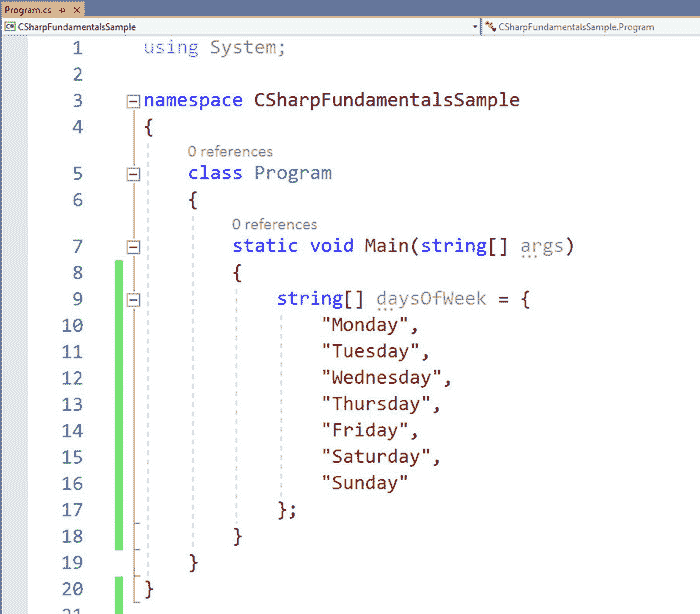 Program.cs
CSharpFundamentalsSample CSharpFundamentalsSample.Program
1 using System;
2
3 namespace CSharpFundamentalsSample
4 {
0 references
5 class Program
6 {
0 references
7 static void Main(string[] args)
8 {
9 string[] daysOfWeek = {
10 "Monday",
11 "Tuesday",
12 "Wednesday",
13 "Thursday",
14 "Friday",
15 "Saturday",
16 "Sunday"
17 };
18 }
19 }
20 }
21